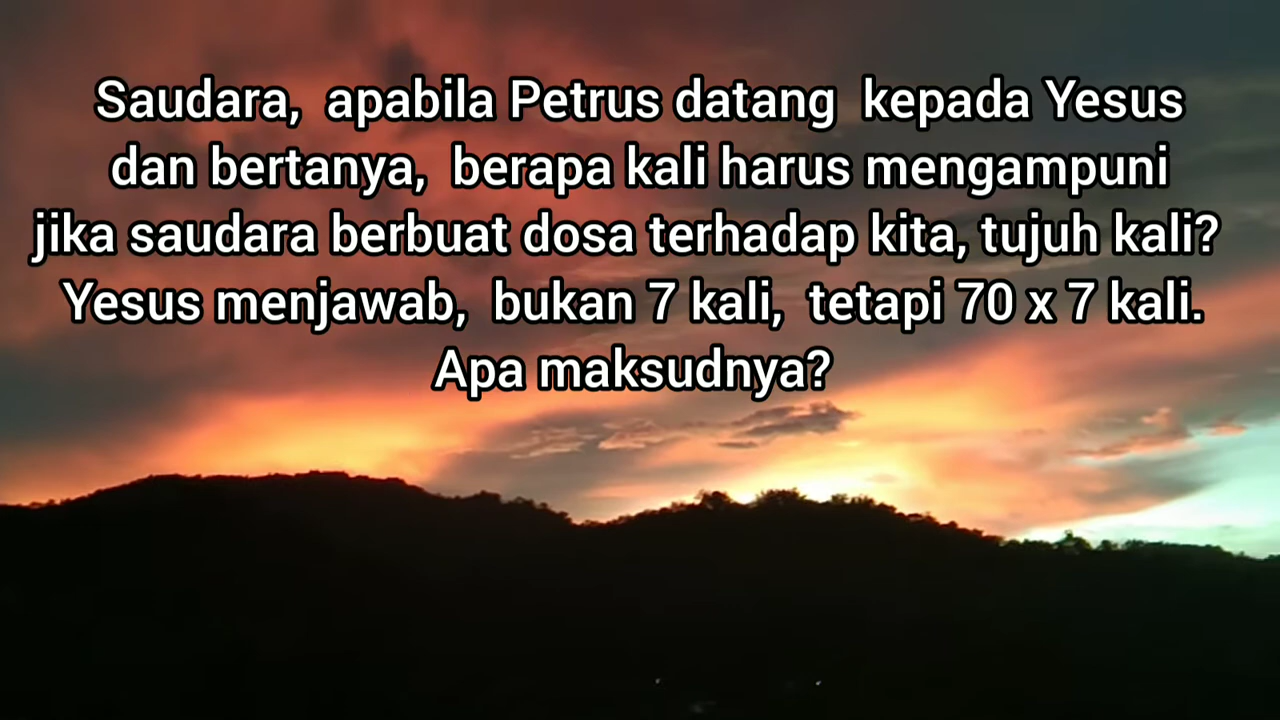 Saudara, apabila Petrus datang kepada Yesus
dan bertanya, berapa kali harus mengampuni
jika saudara berbuat dosa terhadap kita, tujuh kali?
Yesus menjawab, bukan 7 kali, tetapi 70 x 7 kali.
Apa maksudnya?